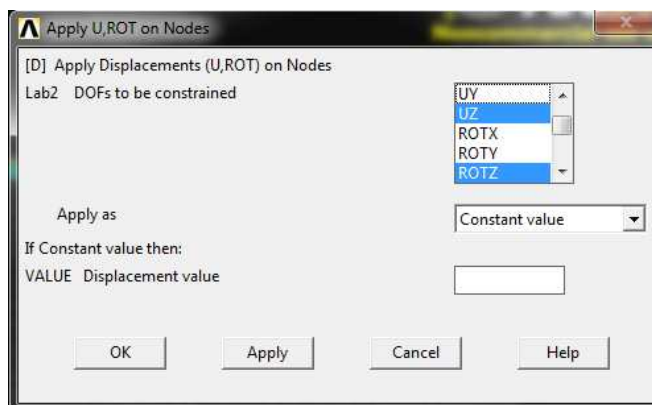 Apply U,ROT on Nodes
[D] Apply Displacements (U,ROT) on Nodes
Lab2 DOFs to be constrained
UY
UZ
ROTX
ROTY
ROTZ
Apply as
Constant value
If Constant value then:
VALUE Displacement value
OK
Apply
Cancel
Help